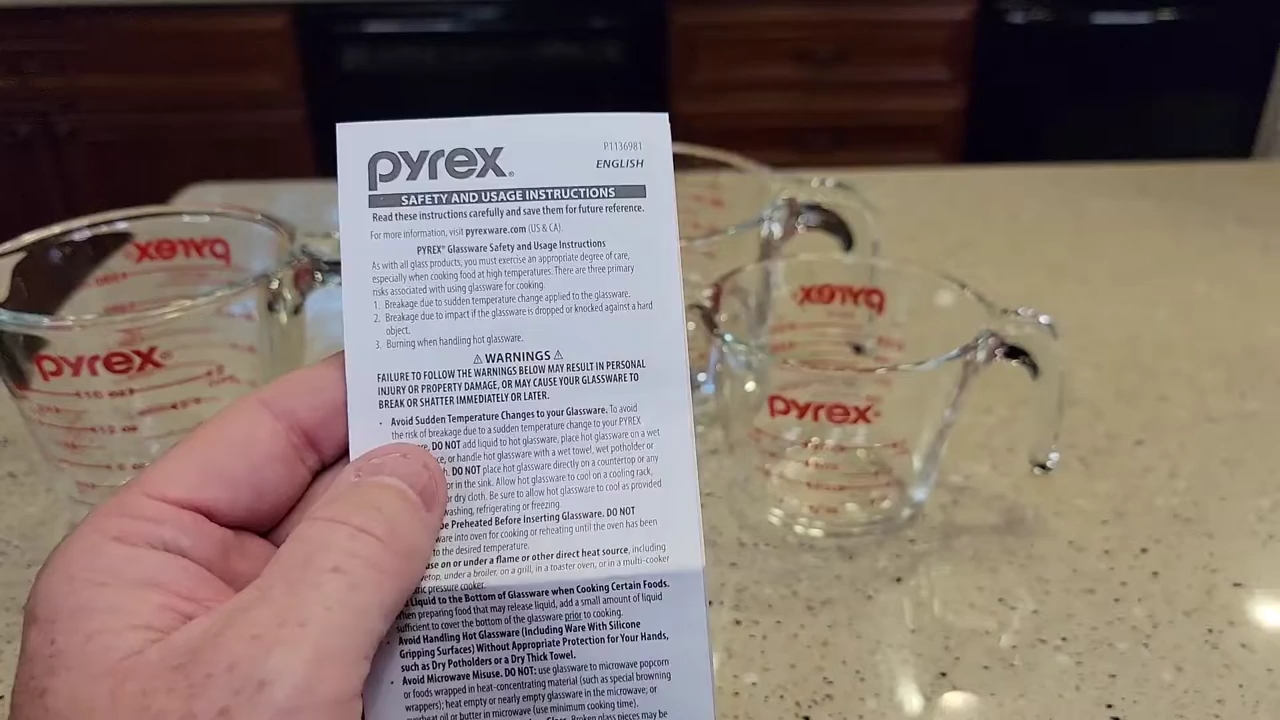 pyrex®
P1136981
ENGLISH
SAFETY AND USAGE INSTRUCTIONS
Read these instructions carefully and save them for future reference.
For more information, visit pyrexware.com (US & CA).
PYREX® Glassware Safety and Usage Instructions
As with all glass products, you must exercise an appropriate degree of care,
especially when cooking food at high temperatures. There are three primary
risks associated with using glassware for cooking.
1. Breakage due to sudden temperature change applied to the glassware.
2. Breakage due to impact if the glassware is dropped or knocked against a hard
object.
3. Burning when handling hot glassware.
⚠ WARNINGS ⚠
FAILURE TO FOLLOW THE WARNINGS BELOW MAY RESULT IN PERSONAL
INJURY OR PROPERTY DAMAGE, OR MAY CAUSE YOUR GLASSWARE TO
BREAK OR SHATTER IMMEDIATELY OR LATER.
• Avoid Sudden Temperature Changes to your Glassware. To avoid
the risk of breakage due to a sudden temperature change to your PYREX
DO NOT add liquid to hot glassware, place hot glassware on a wet
or handle hot glassware with a wet towel, wet potholder or
DO NOT place hot glassware directly on a countertop or any
or in the sink. Allow hot glassware to cool on a cooling rack,
or dry cloth. Be sure to allow hot glassware to cool as provided
washing, refrigerating or freezing.
be Preheated Before Inserting Glassware. DO NOT
ware into oven for cooking or reheating until the oven has been
to the desired temperature.
use on or under a flame or other direct heat source, including
under a broiler, on a grill, in a toaster oven, or in a multi-cooker
pressure cooker.
Liquid to the Bottom of Glassware when Cooking Certain Foods.
When preparing food that may release liquid, add a small amount of liquid
sufficient to cover the bottom of the glassware prior to cooking.
• Avoid Handling Hot Glassware (Including Ware With Silicone
Gripping Surfaces) Without Appropriate Protection for Your Hands,
such as Dry Potholders or a Dry Thick Towel.
• Avoid Microwave Misuse. DO NOT: use glassware to microwave popcorn
or foods wrapped in heat-concentrating material (such as special browning
wrappers); heat empty or nearly empty glassware in the microwave; or
overheat oil or butter in microwave (use minimum cooking time).
Broken glass pieces may be
pyrex
pyrex®
pyrex
pyrex®